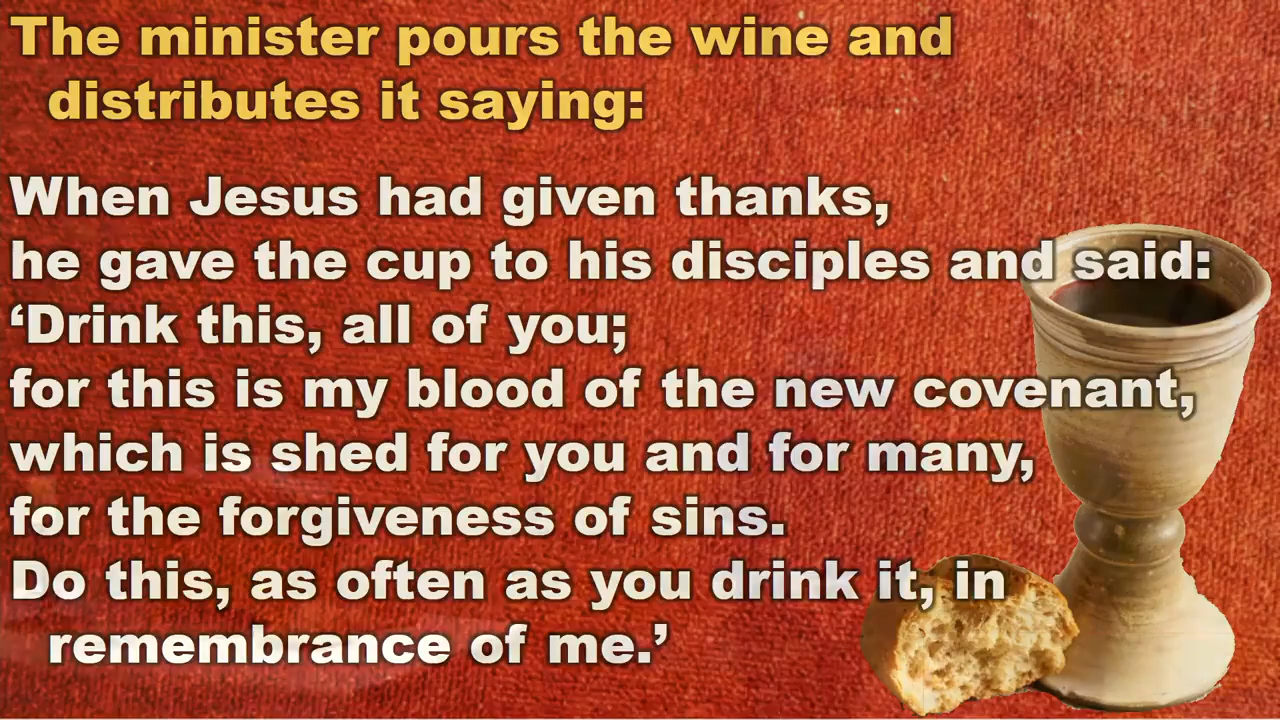 The minister pours the wine and
distributes it saying:
When Jesus had given thanks,
he gave the cup to his disciples and said:
‘Drink this, all of you;
for this is my blood of the new covenant,
which is shed for you and for many,
for the forgiveness of sins.
Do this, as often as you drink it, in
remembrance of me.’